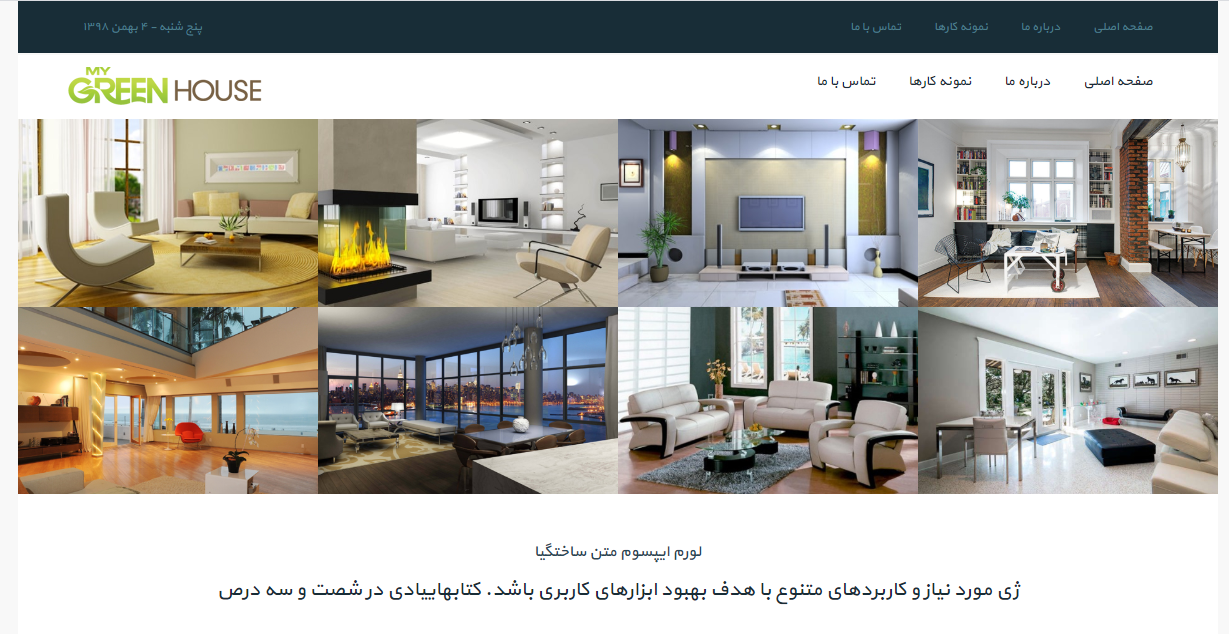 صفحه اصلی درباره ما نمونه کارها تماس با ما پنج شنبه - ۴ بهمن ۱۳۹۸
صفحه اصلی درباره ما نمونه کارها تماس با ما
MY
GREEN HOUSE
لورم ایپسوم متن ساختگیا
ژی مورد نیاز و کاربردهای متنوع با هدف بهبود ابزارهای کاربری باشد. کتابهاییادی در شصت و سه درص